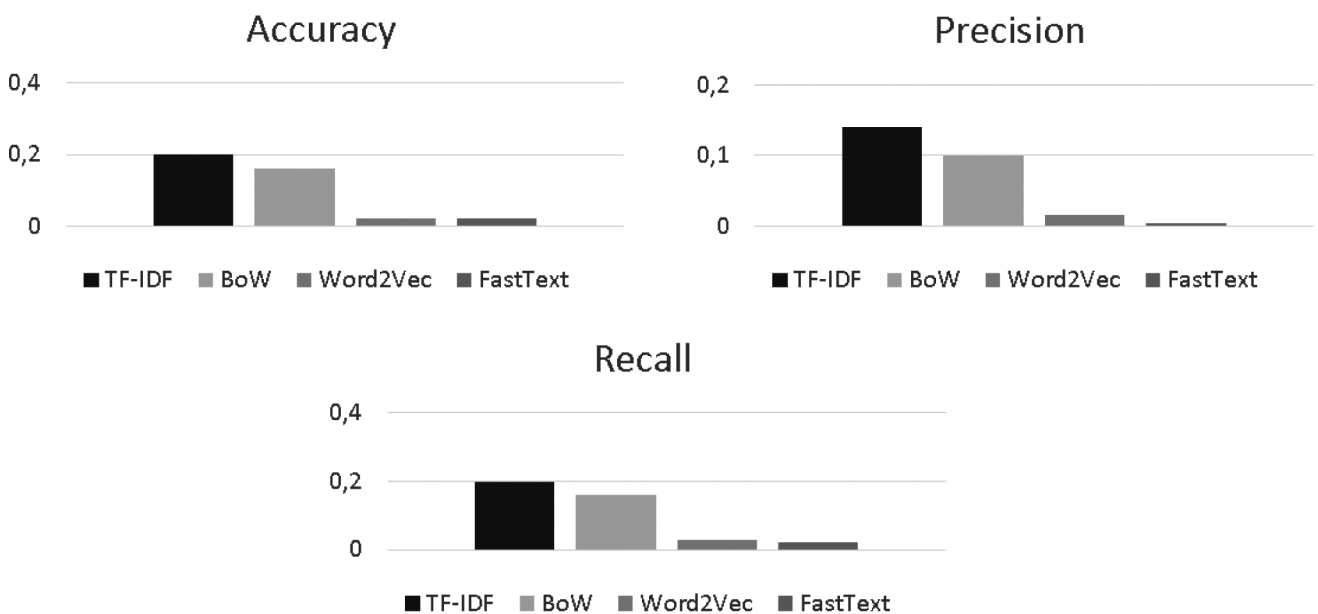 Accuracy
0,4
0,2
0
TF-IDF BoW Word2Vec FastText
Precision
0,2
0,1
0
TF-IDF BoW Word2Vec FastText
Recall
0,4
0,2
0
TF-IDF BoW Word2Vec FastText